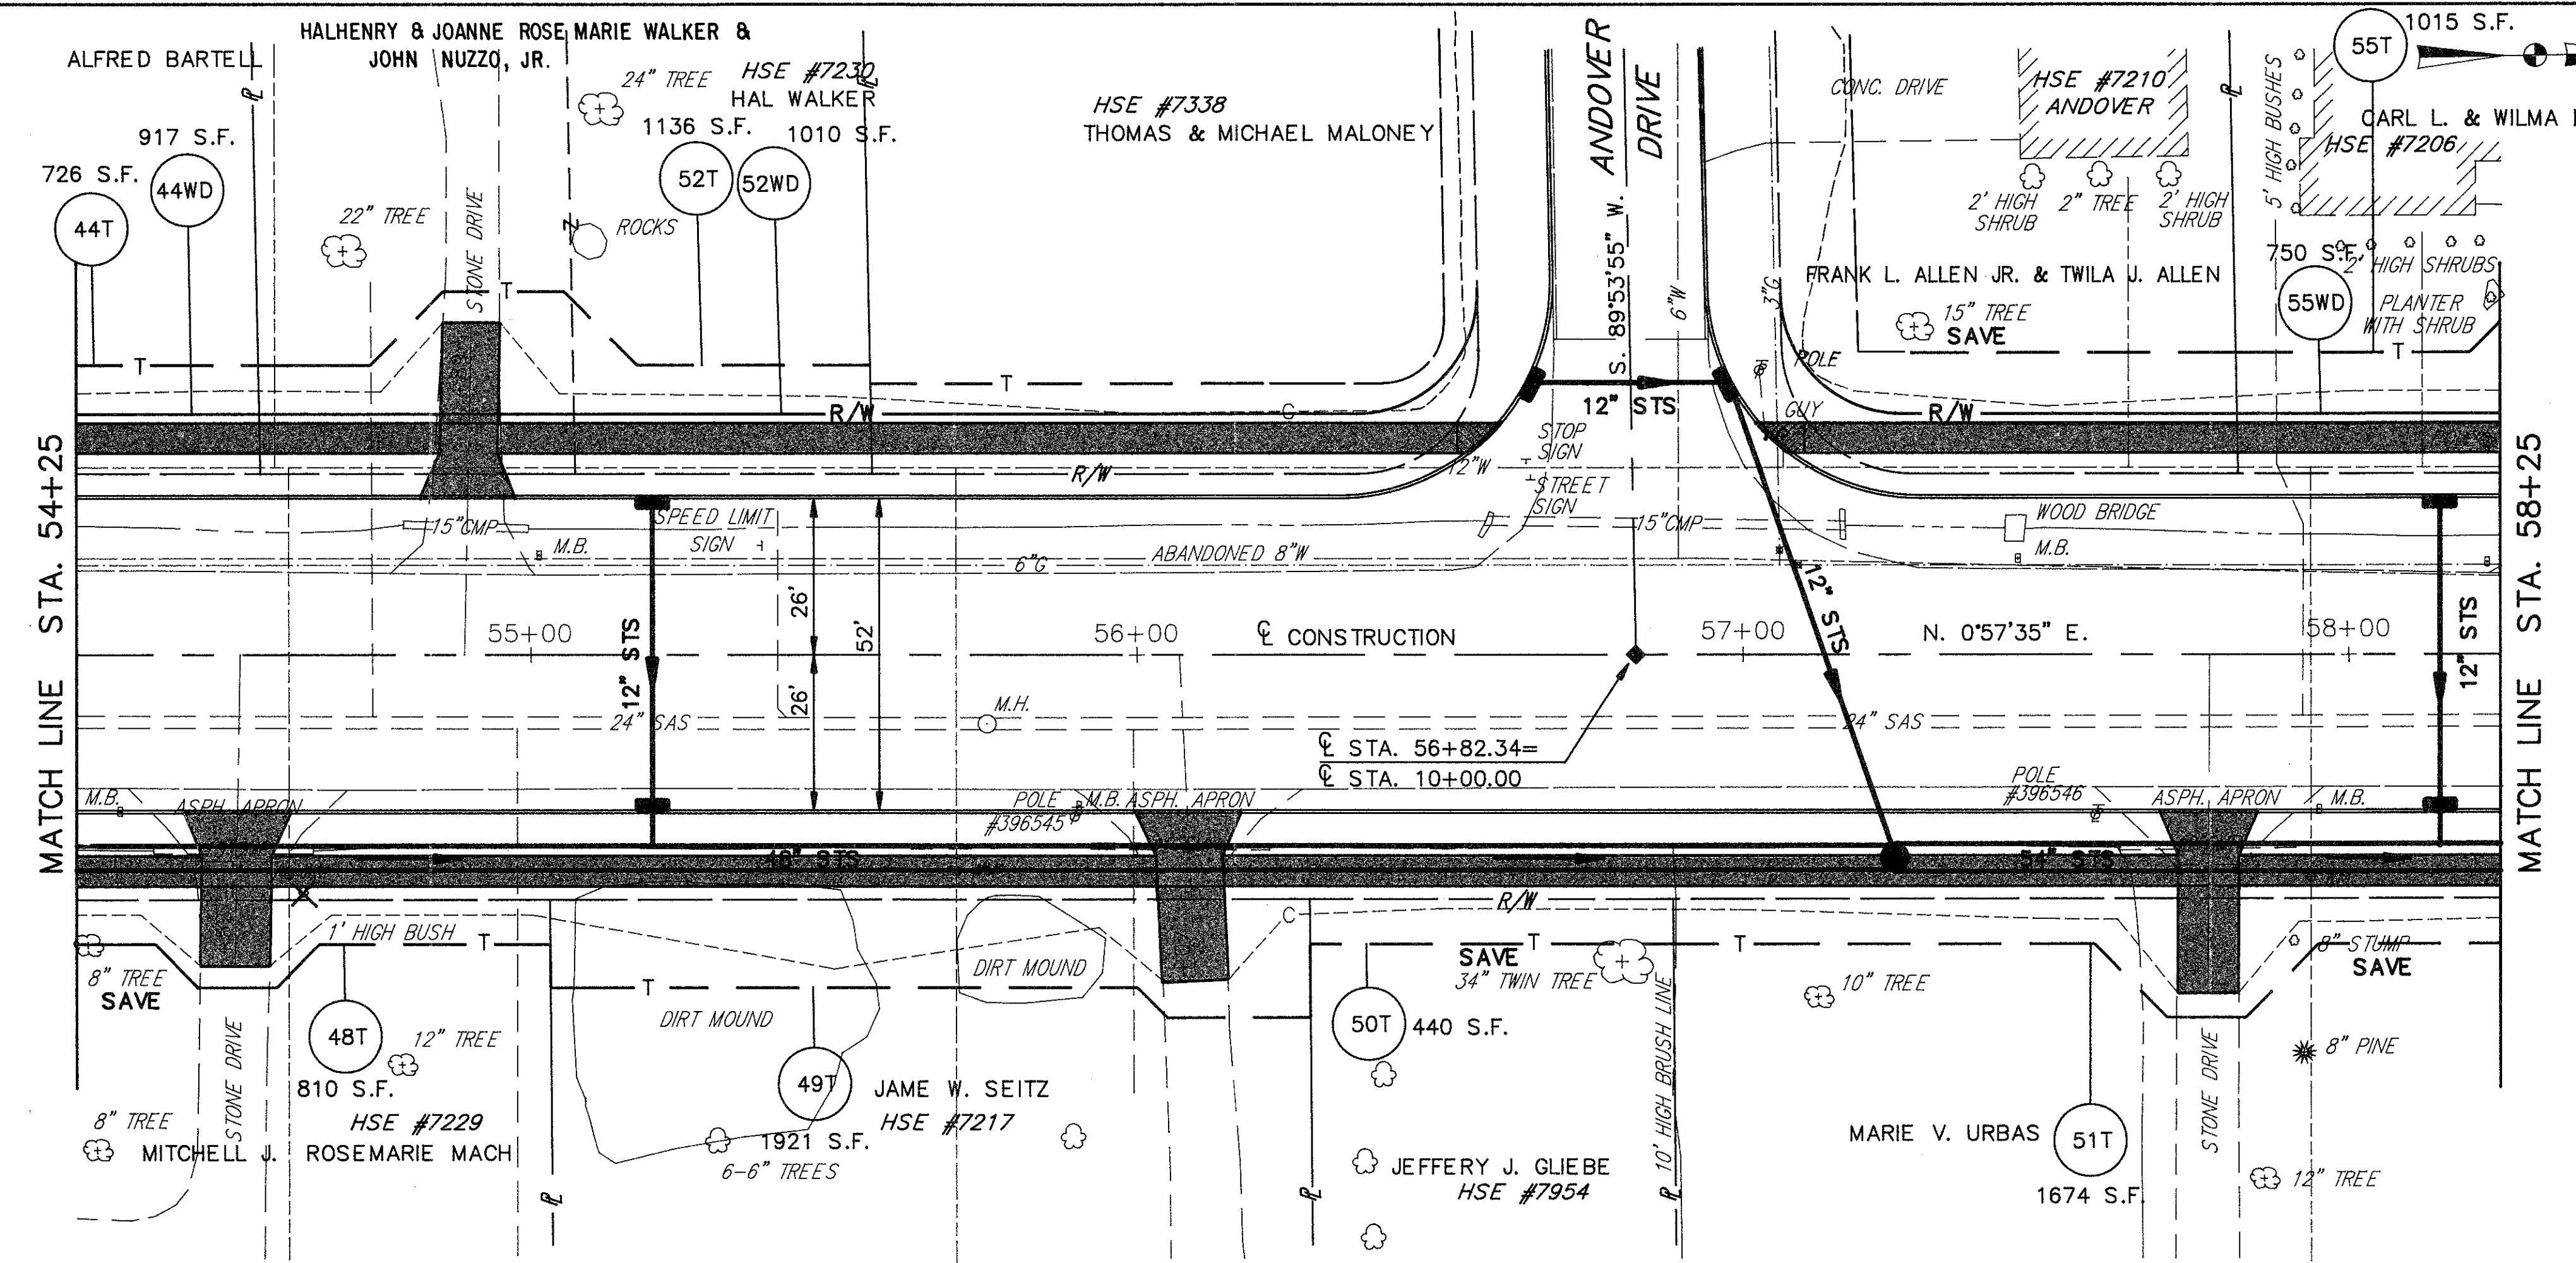 HALHENRY & JOANNE ROSE MARIE WALKER &
JOHN NUZZO, JR.
ALFRED BARTELL
24" TREE
HSE #7230
HAL WALKER
917 S.F.
1136 S.F.
1010 S.F.
726 S.F.
44T
44WD
52T
52WD
22" TREE
STONE DRIVE
ROCKS
HSE #7338
THOMAS & MICHAEL MALONEY
ANDOVER
DRIVE
S. 89°53'55" W.
6"W
3"G
CONC. DRIVE
HSE #7210
ANDOVER
2' HIGH
SHRUB
2" TREE
2' HIGH
SHRUB
5' HIGH BUSHES
55T
1015 S.F.
CARL L. & WILMA
HSE #7206
750 S.F.
2' HIGH SHRUBS
55WD
PLANTER
WITH SHRUB
FRANK L. ALLEN JR. & TWILA J. ALLEN
15" TREE
SAVE
T
T
T
T
POLE
GUY
12" STS
R/W
C
R/W
R/W
STOP
SIGN
12"W
STREET
SIGN
MATCH LINE STA. 54+25
15"CMP
M.B.
SPEED LIMIT
SIGN
6"G
ABANDONED 8"W
15"CMP
WOOD BRIDGE
M.B.
MATCH LINE STA. 58+25
12" STS
26'
52'
26'
55+00
56+00
℄ CONSTRUCTION
57+00
N. 0°57'35" E.
58+00
12" STS
12" STS
24" SAS
M.H.
24" SAS
℄ STA. 56+82.34=
℄ STA. 10+00.00
M.B.
ASPH. APRON
POLE
#396545
M.B.
ASPH. APRON
POLE
#396546
ASPH. APRON
M.B.
48" STS
54" STS
R/W
C
1' HIGH BUSH
T
8" TREE
SAVE
STONE DRIVE
48T
810 S.F.
12" TREE
HSE #7229
8" TREE
MITCHELL J. ROSEMARIE MACH
T
DIRT MOUND
DIRT MOUND
49T
JAME W. SEITZ
HSE #7217
1921 S.F.
6-6" TREES
SAVE
T
34" TWIN TREE
T
50T
440 S.F.
10' HIGH BRUSH LINE
10" TREE
JEFFERY J. GLIEBE
HSE #7954
MARIE V. URBAS
51T
1674 S.F.
STONE DRIVE
8" STUMP
SAVE
8" PINE
12" TREE